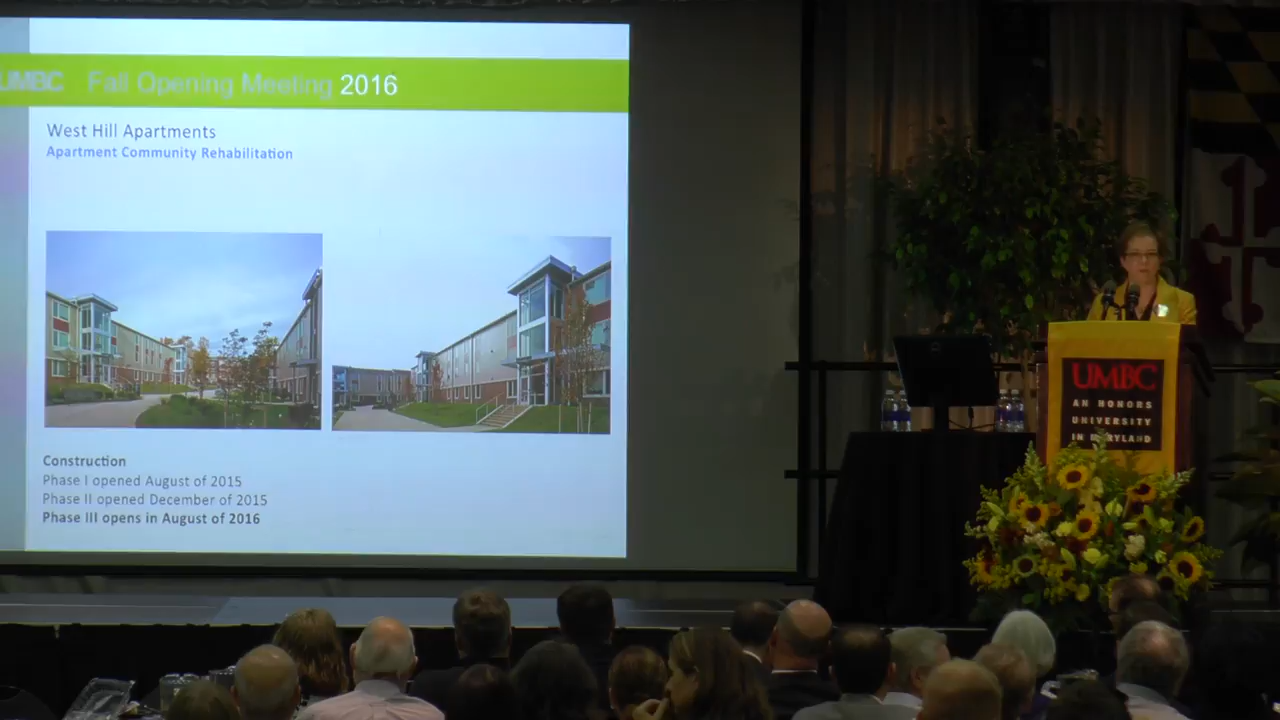 UMBC Fall Opening Meeting 2016
West Hill Apartments
Apartment Community Rehabilitation
Construction
Phase I opened August of 2015
Phase II opened December of 2015
Phase III opens in August of 2016
UMBC
AN HONORS
UNIVERSITY
IN MARYLAND